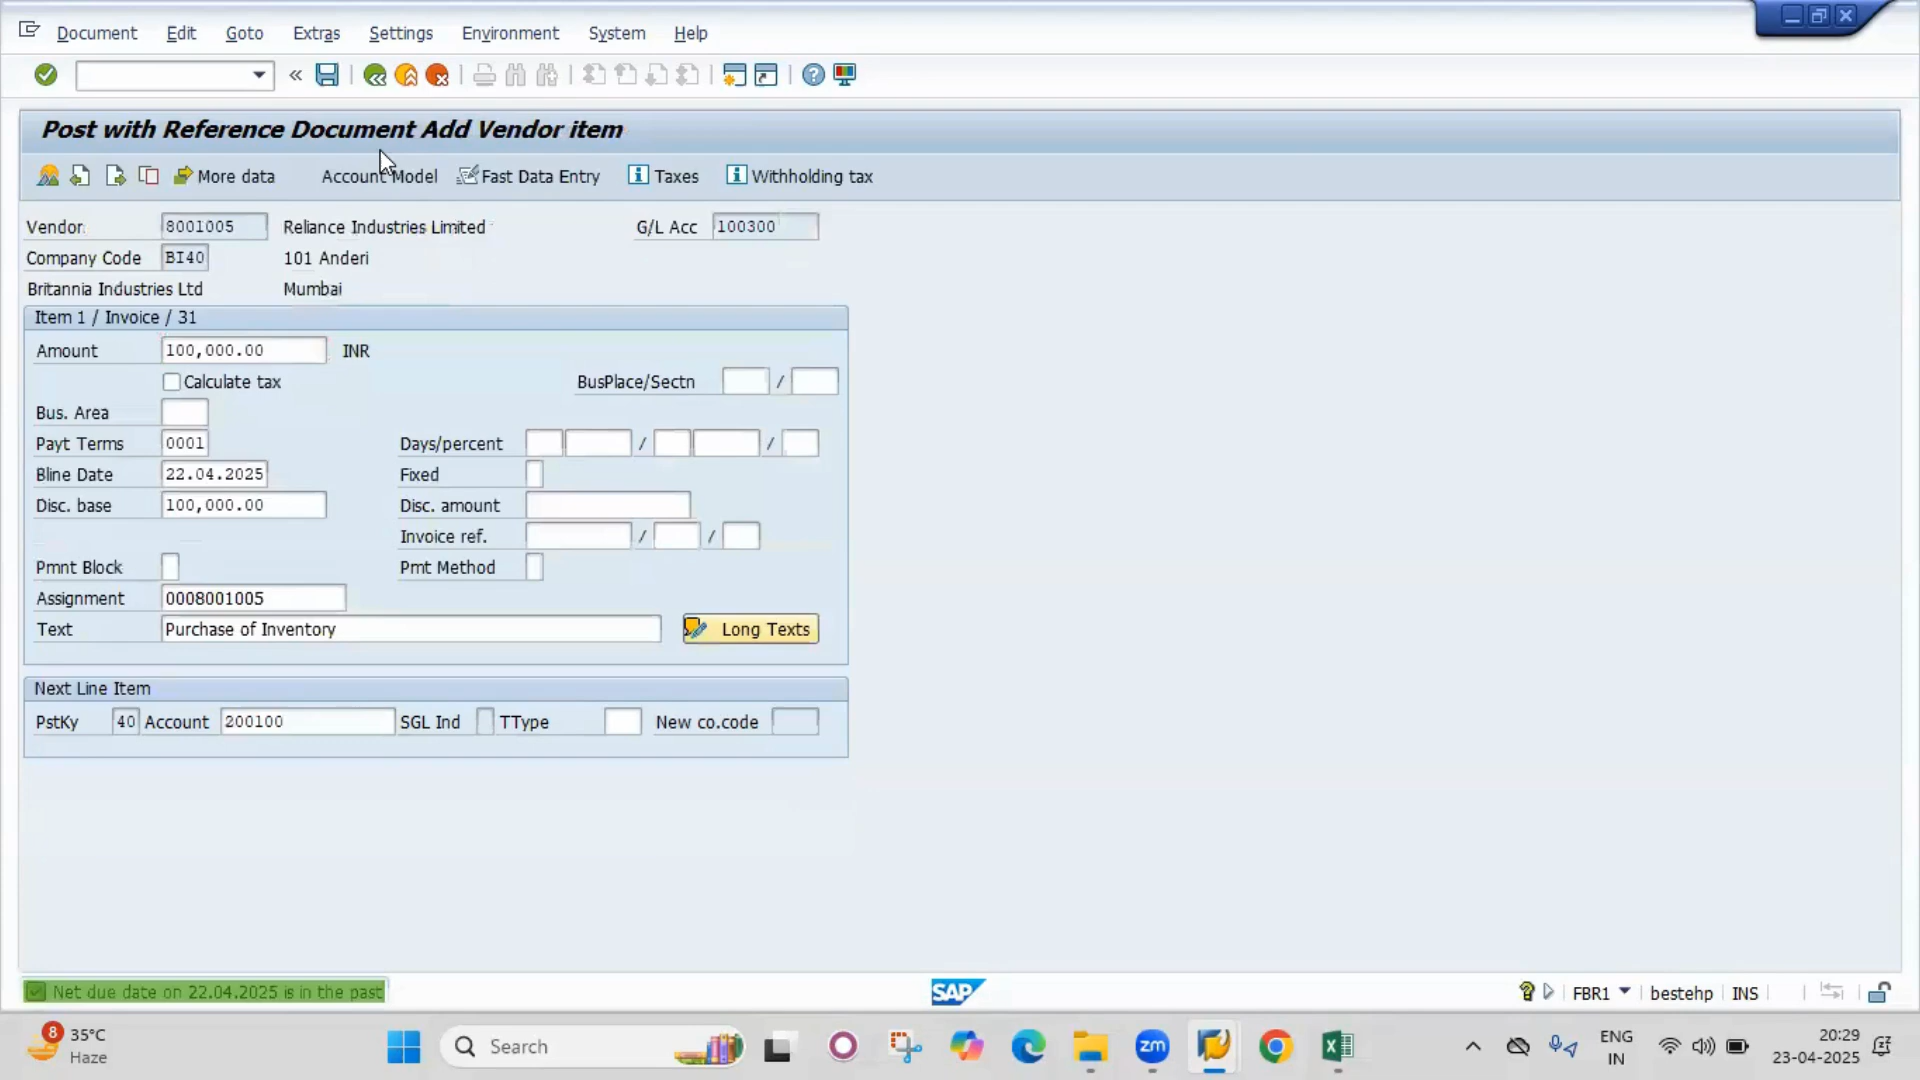 Document Edit Goto Extras Settings Environment System Help
Post with Reference Document Add Vendor item
More data Account Model Fast Data Entry Taxes Withholding tax
Vendor 8001005 Reliance Industries Limited G/L Acc 100300
Company Code BI40 101 Anderi
Britannia Industries Ltd Mumbai
Item 1 / Invoice / 31
Amount 100,000.00 INR
Calculate tax BusPlace/Sectn /
Bus. Area
Payt Terms 0001 Days/percent / /
Bline Date 22.04.2025 Fixed
Disc. base 100,000.00 Disc. amount
Invoice ref. / /
Pmnt Block Pmt Method
Assignment 0008001005
Text Purchase of Inventory Long Texts
Next Line Item
PstKy 40 Account 200100 SGL Ind TType New co.code
Net due date on 22.04.2025 is in the past SAP FBR1 bestehp INS
8 35°C Search zm ENG 20:29
Haze IN 23-04-2025